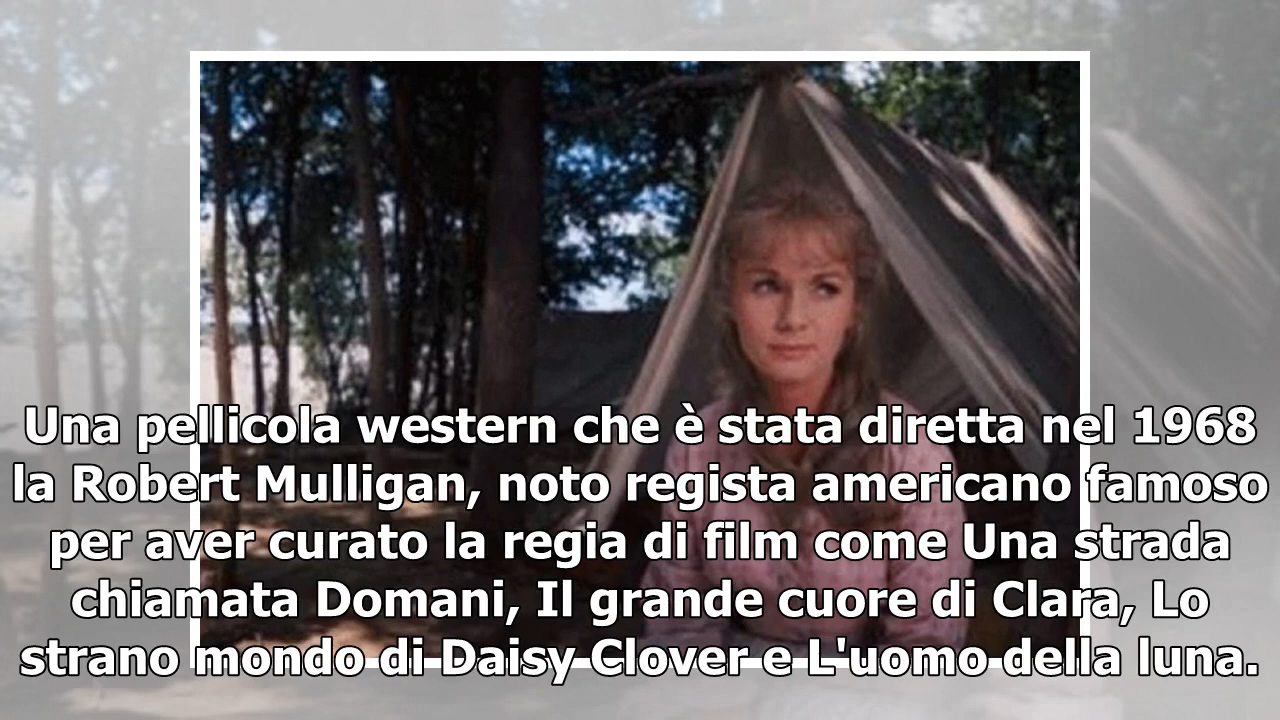 Una pellicola western che è stata diretta nel 1968
la Robert Mulligan, noto regista americano famoso
per aver curato la regia di film come Una strada
chiamata Domani, Il grande cuore di Clara, Lo
strano mondo di Daisy Clover e L'uomo della luna.